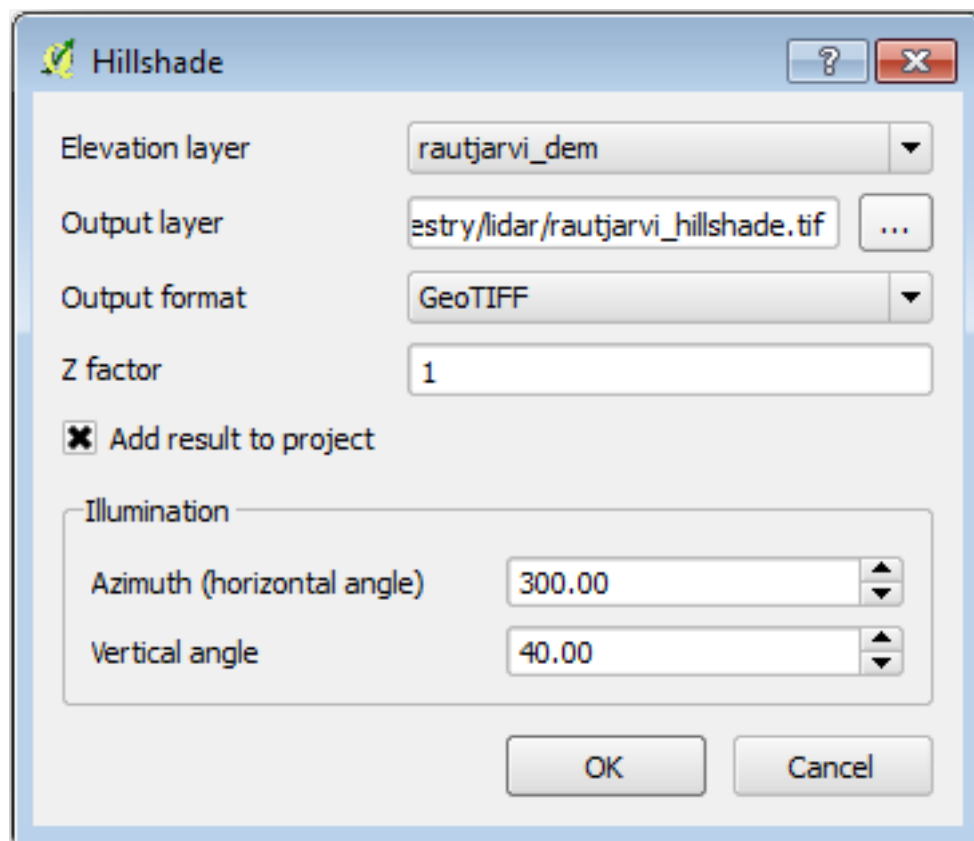 Hillshade
Elevation layer rautjarvi_dem
Output layer estry/lidar/rautjarvi_hillshade.tif ...
Output format GeoTIFF
Z factor 1
Add result to project
Illumination
Azimuth (horizontal angle) 300.00
Vertical angle 40.00
OK Cancel